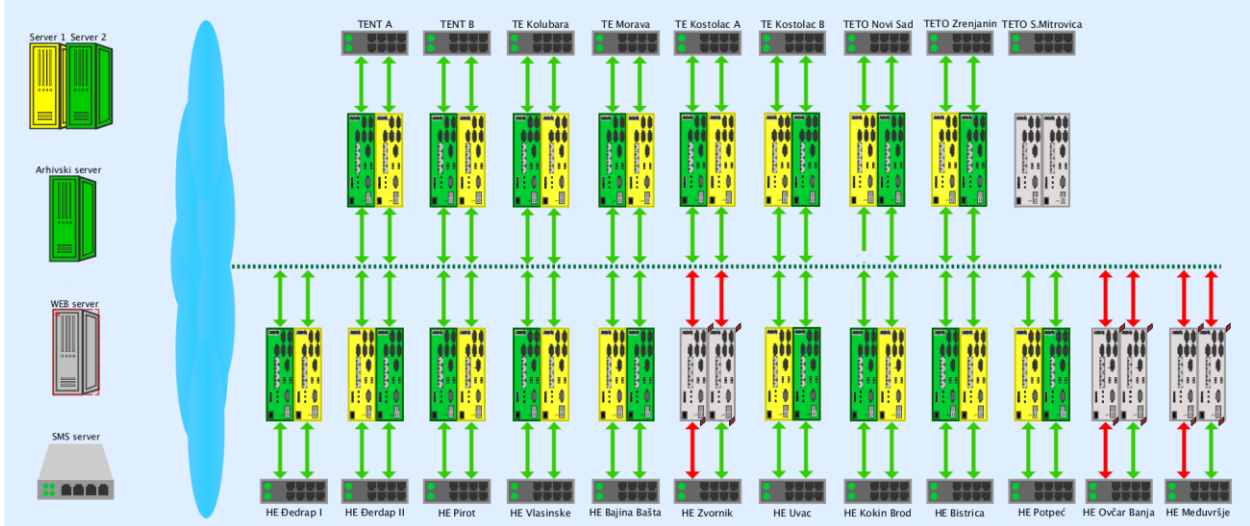 TENT A
TENT B
TE Kolubara
TE Morava
TE Kostolac A
TE Kostolac B
TETO Novi Sad
TETO Zrenjanin
TETO S.Mitrovica
Server 1
Server 2
Arhivski server
WEB server
SMS server
HE Đedrap I
HE Đerdap II
HE Pirot
HE Vlasinske
HE Bajina Bašta
HE Zvornik
HE Uvac
HE Kokin Brod
HE Bistrica
HE Potpeć
HE Ovčar Banja
HE Međuvršje